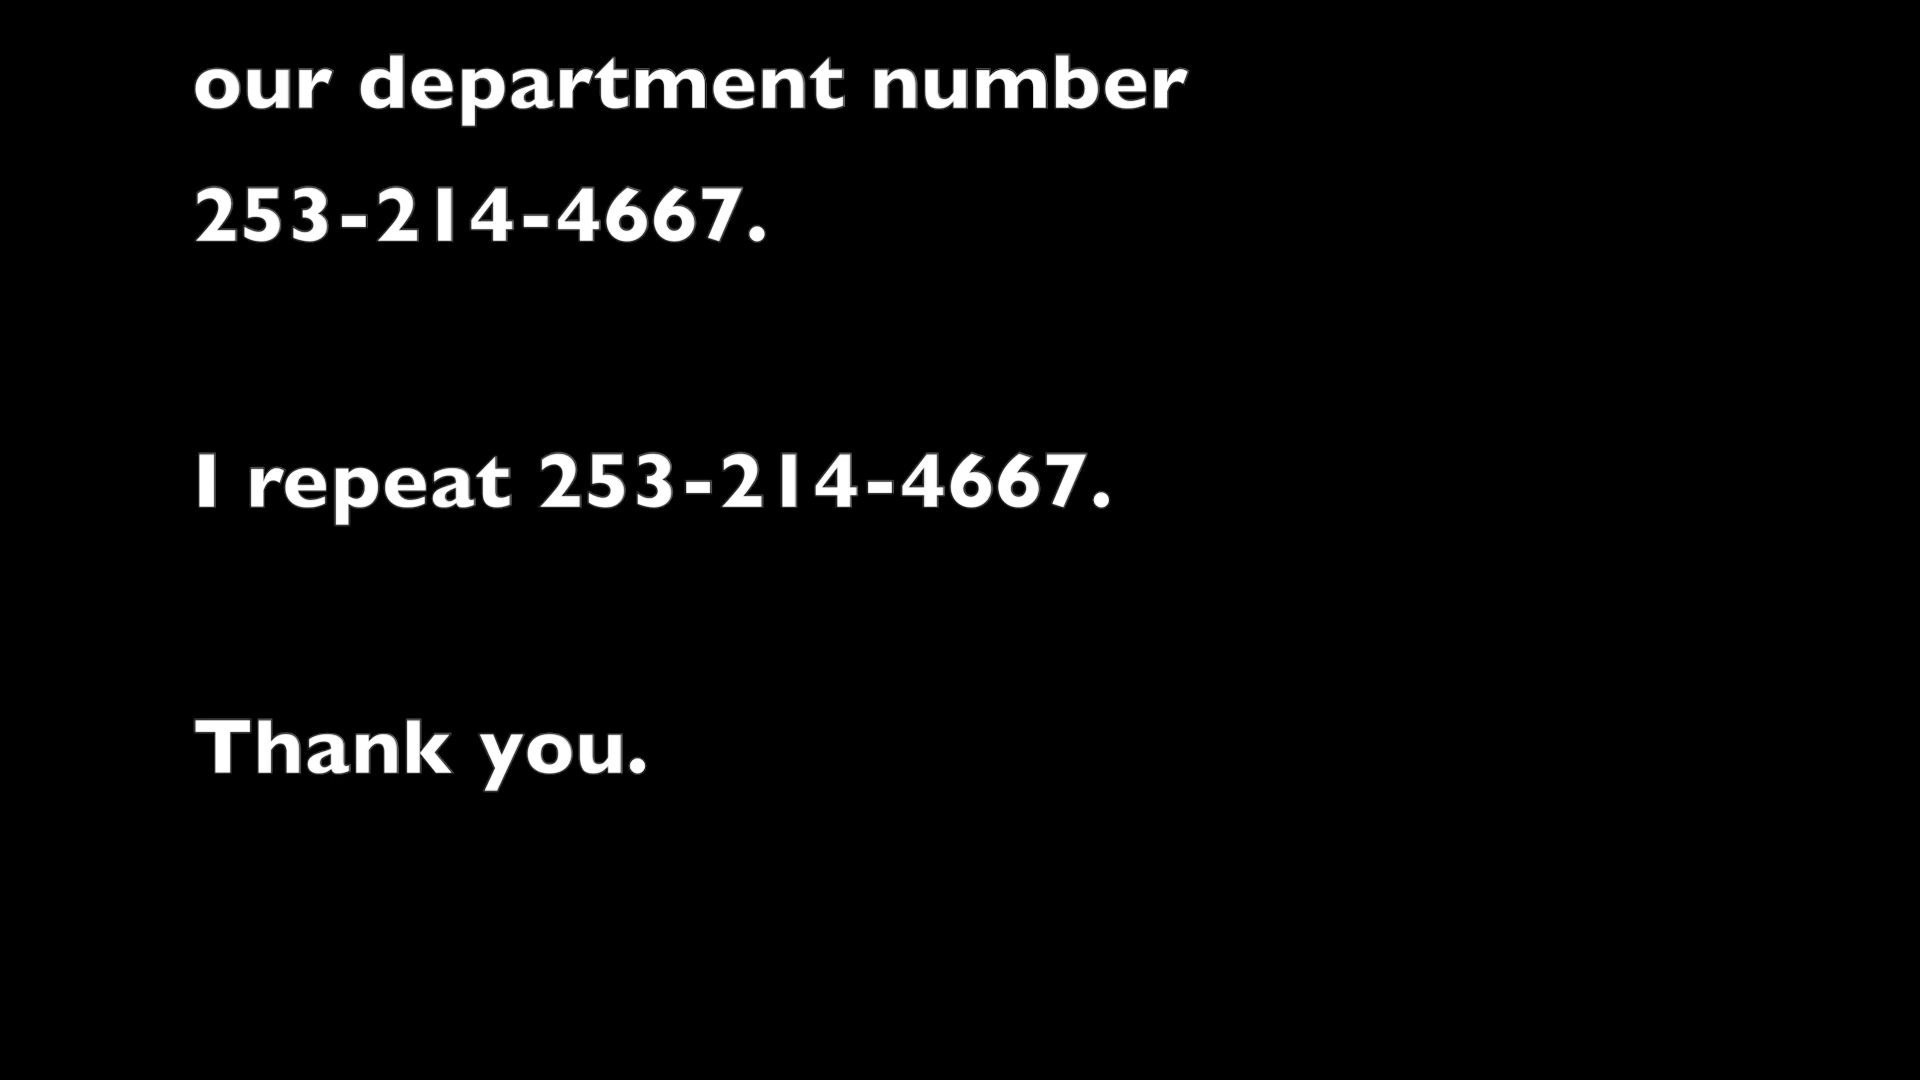 our department number
253-214-4667.
I repeat 253-214-4667.
Thank you.